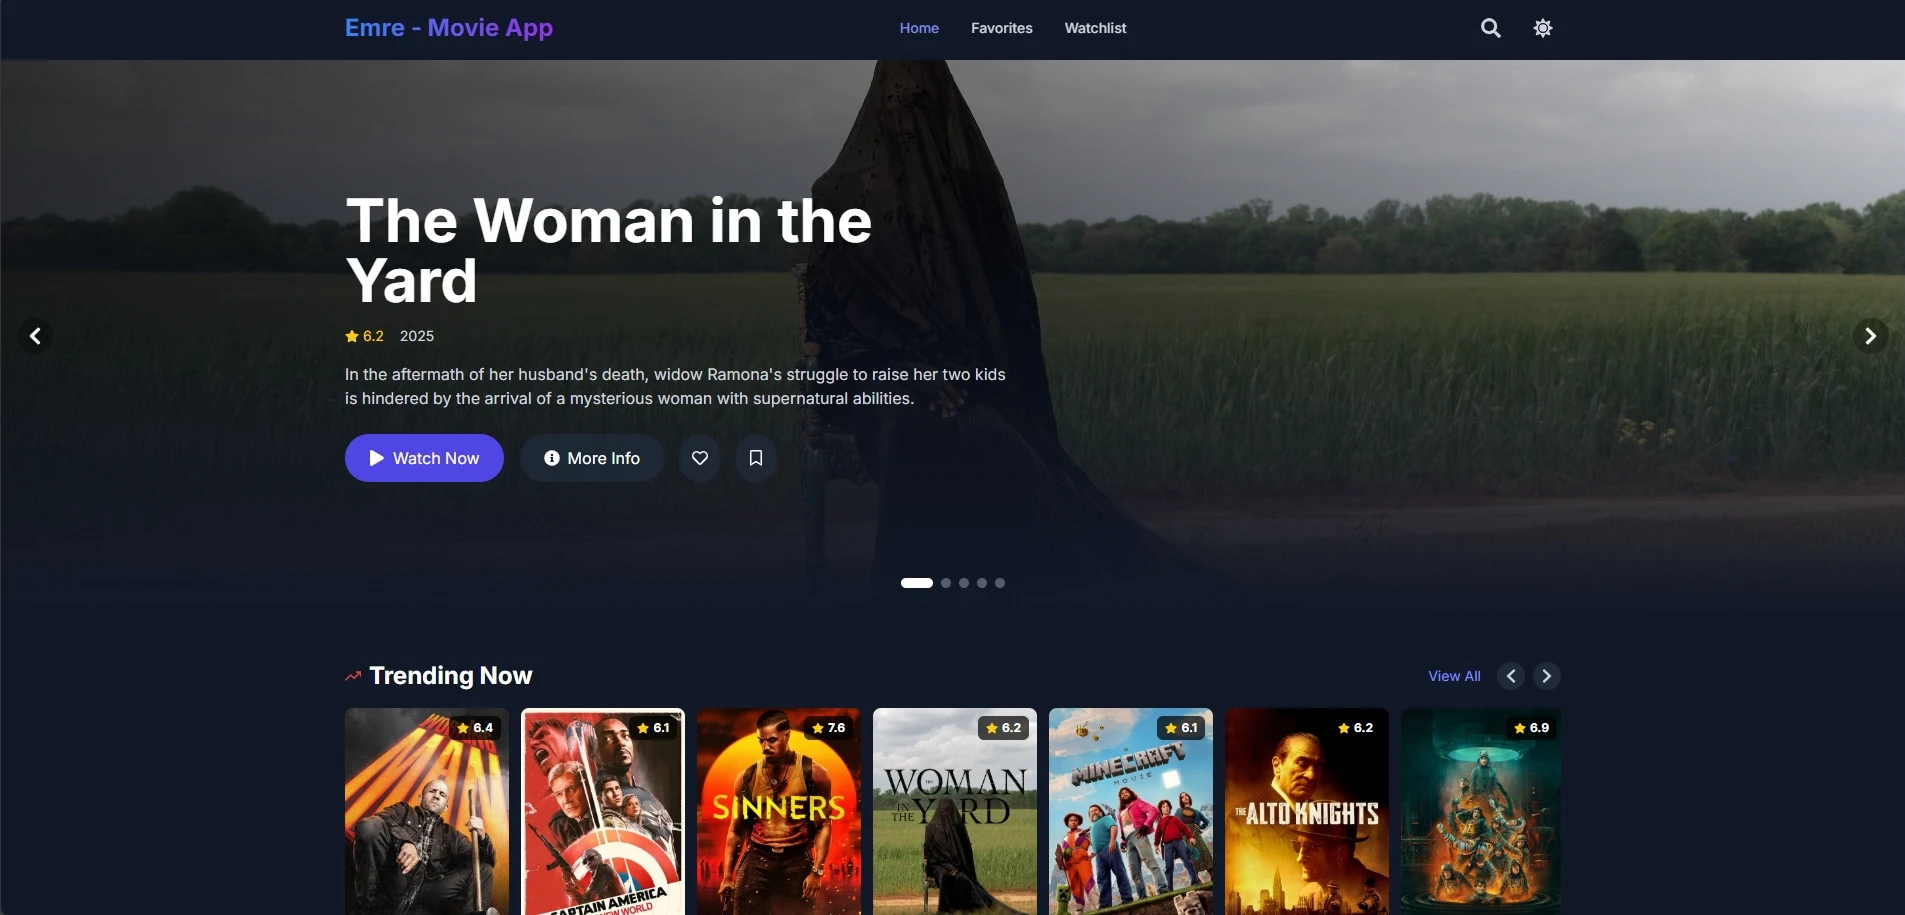 Emre - Movie App
Home
Favorites
Watchlist
The Woman in the
Yard
6.2
2025
In the aftermath of her husband's death, widow Ramona's struggle to raise her two kids
is hindered by the arrival of a mysterious woman with supernatural abilities.
Watch Now
More Info
Trending Now
View All
6.4
MAN
6.1
CAPTAIN AMERICA
NEW WORLD
7.6
SINNERS
6.2
THE
WOMAN
IN
THE
YARD
6.1
A
MINECRAFT
MOVIE
6.2
THE ALTO KNIGHTS
6.9